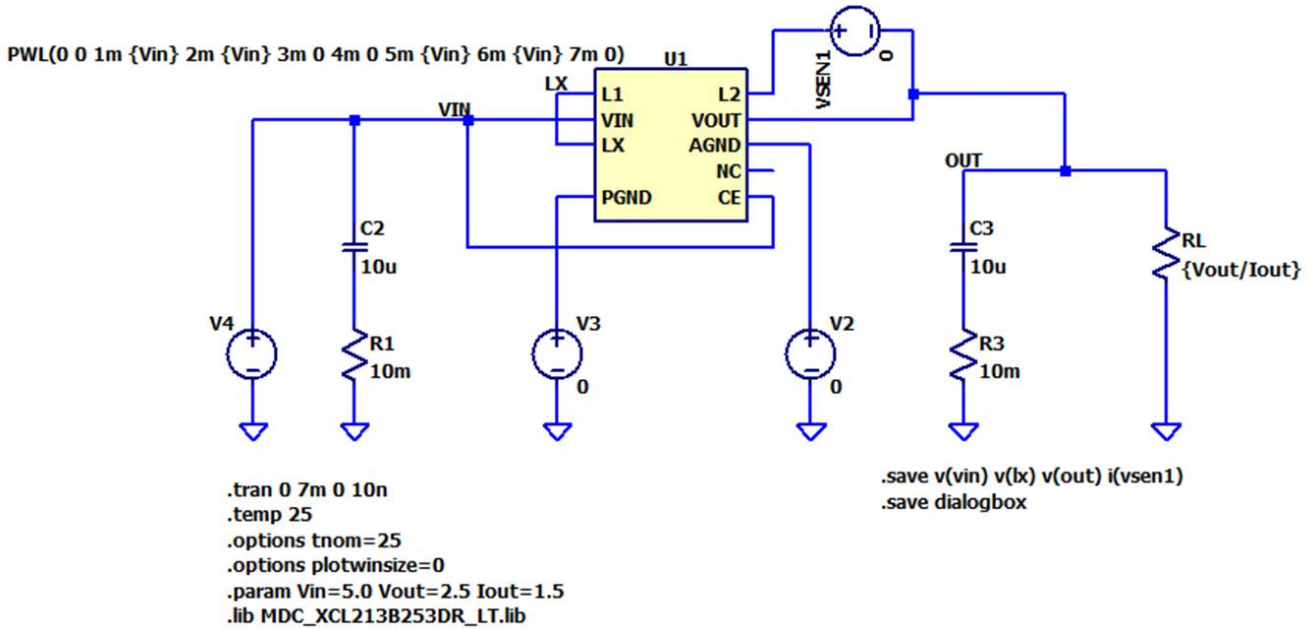 PWL(0 0 1m {Vin} 2m {Vin} 3m 0 4m 0 5m {Vin} 6m {Vin} 7m 0)
U1
VSEN1
0
LX
VIN
L1
VIN
LX
PGND
L2
VOUT
AGND
NC
CE
OUT
C2
10u
C3
10u
RL
{Vout/Iout}
V4
R1
10m
V3
0
V2
0
R3
10m
.tran 0 7m 0 10n
.temp 25
.options tnom=25
.options plotwinsize=0
.param Vin=5.0 Vout=2.5 Iout=1.5
.lib MDC_XCL213B253DR_LT.lib
.save v(vin) v(lx) v(out) i(vsen1)
.save dialogbox